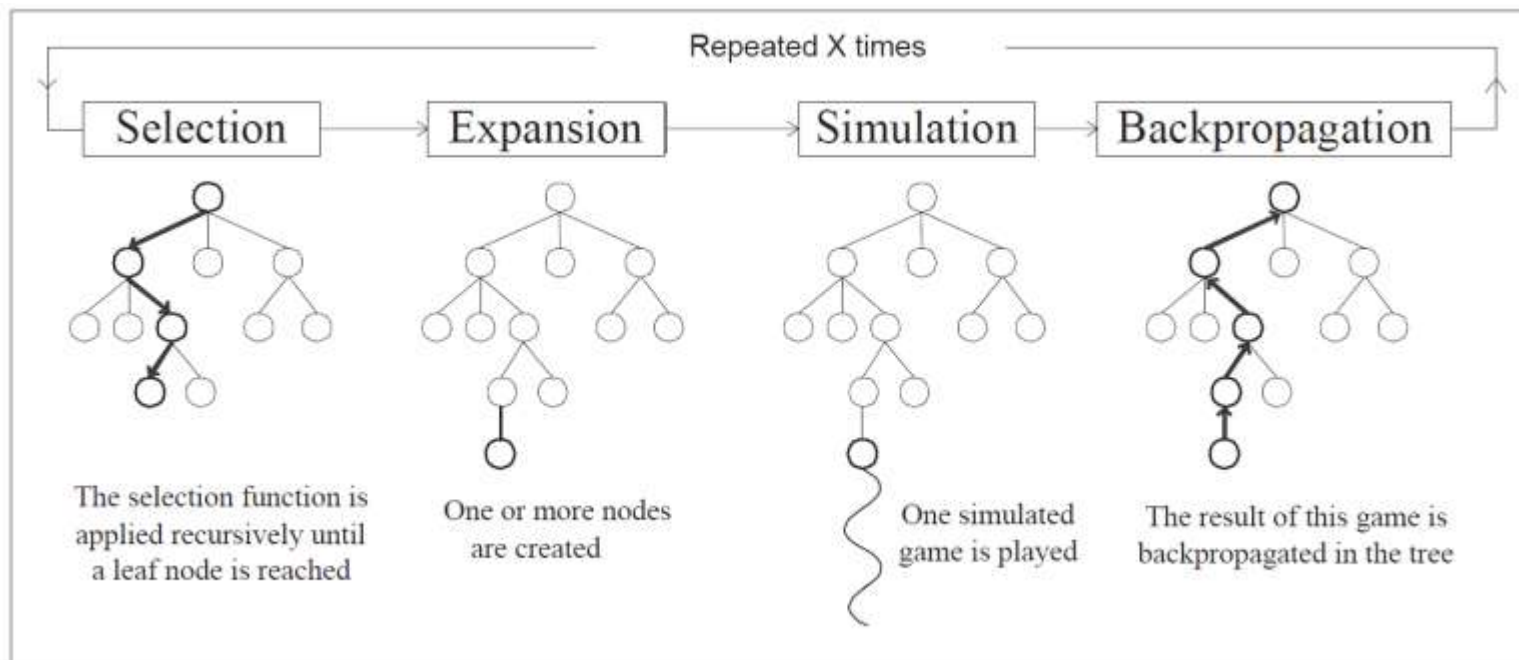 Repeated X times
Selection
Expansion
Simulation
Backpropagation
The selection function is
applied recursively until
a leaf node is reached
One or more nodes
are created
One simulated
game is played
The result of this game is
backpropagated in the tree